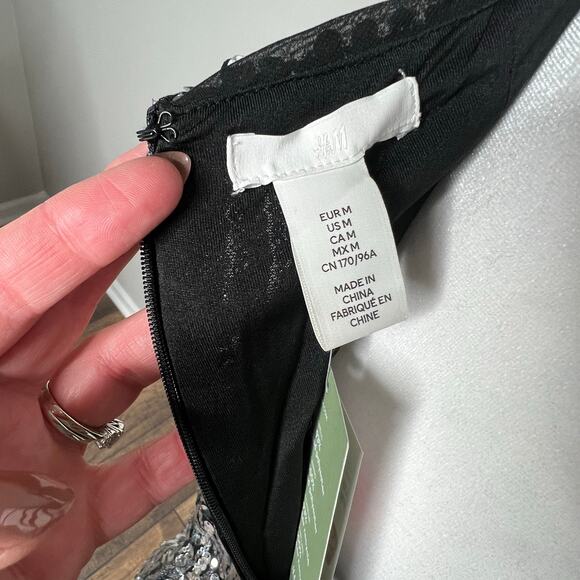 H&M
EUR M
US M
CA M
MX M
CN 170/96A
MADE IN
CHINA
FABRIQUÉ EN
CHINE